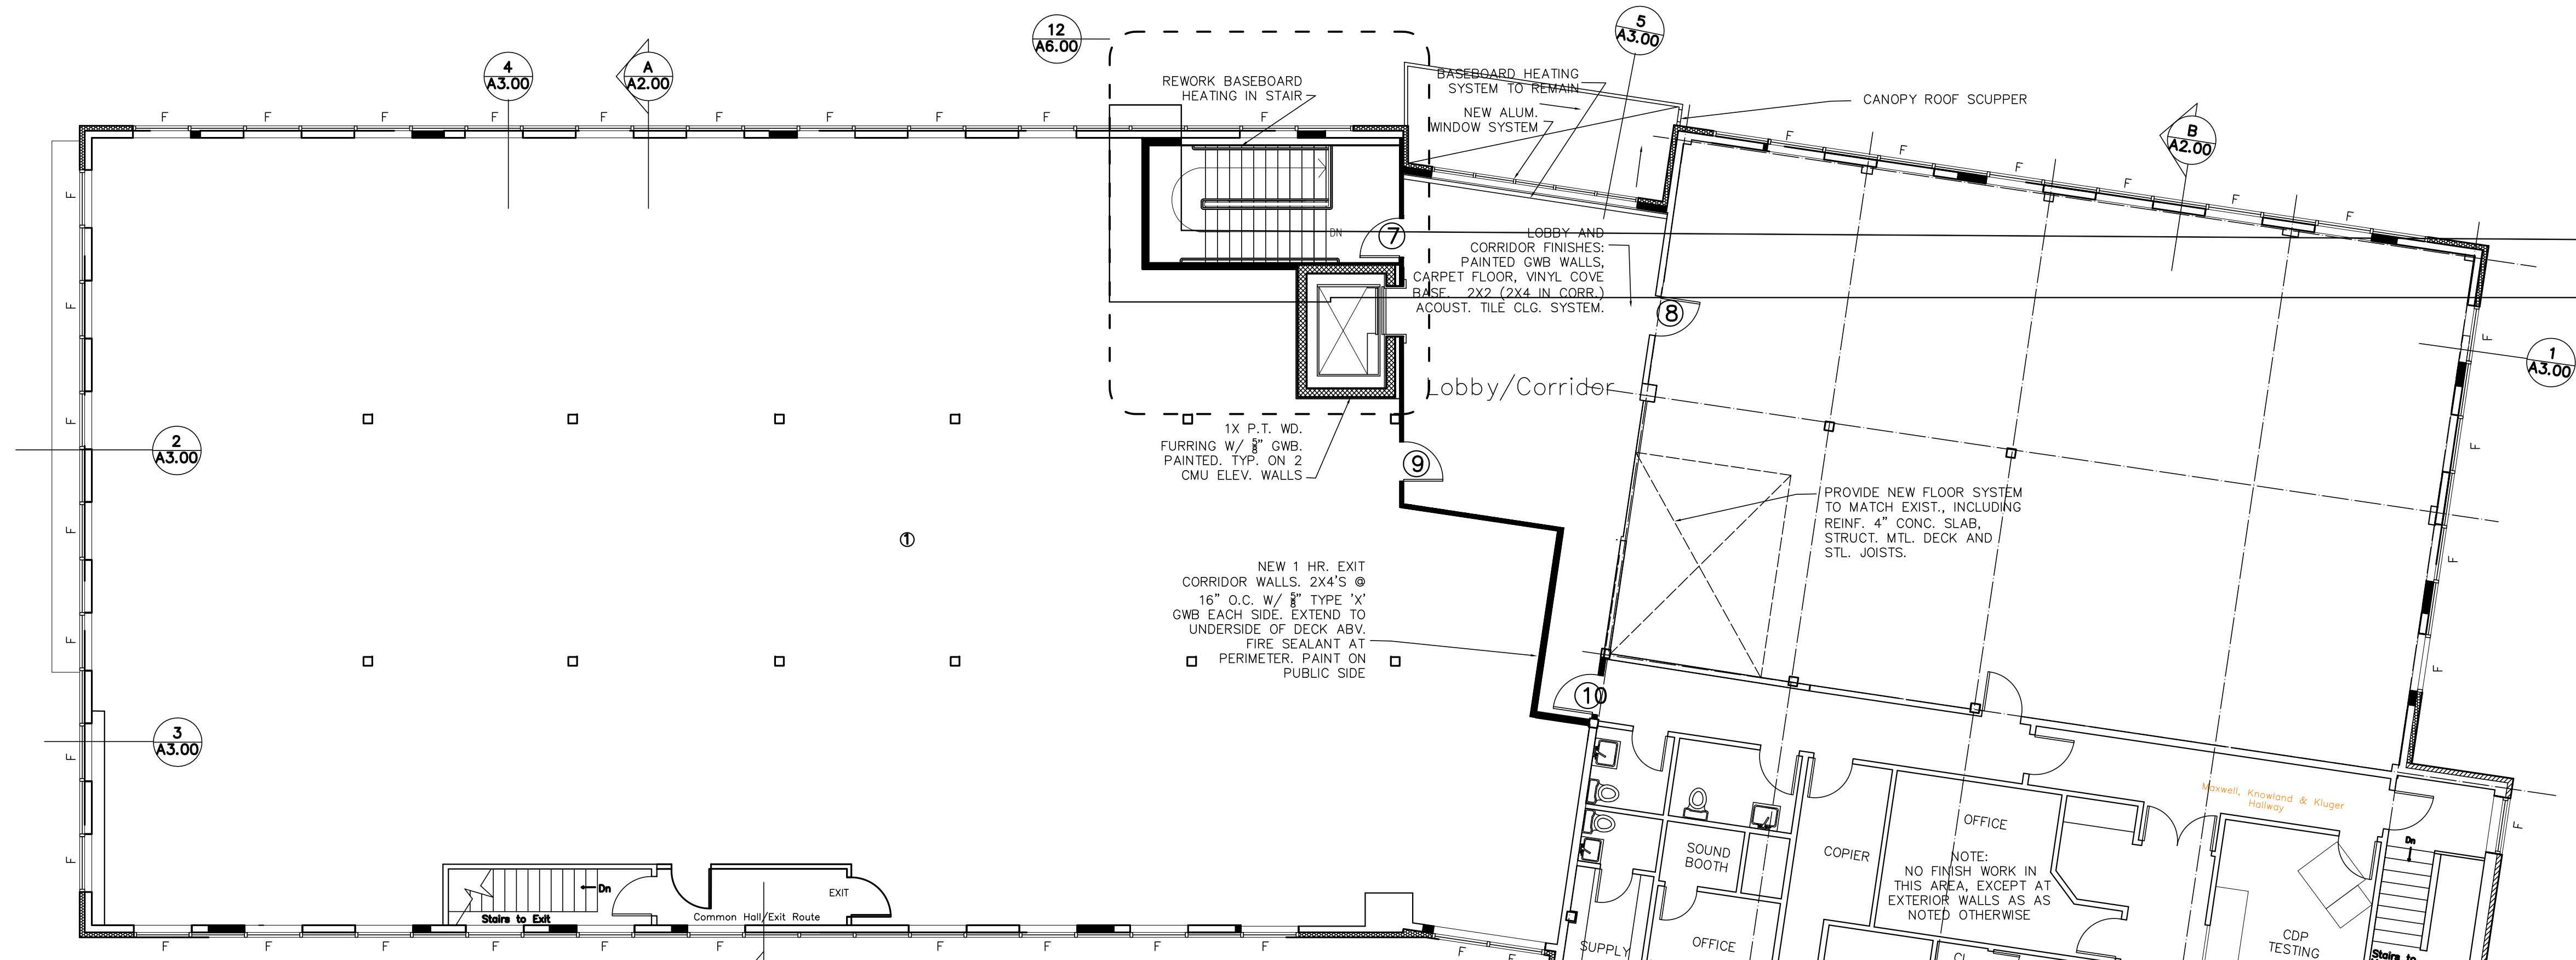 12
A6.00
5
A3.00
4
A3.00
A
A2.00
REWORK BASEBOARD
HEATING IN STAIR
BASEBOARD HEATING
SYSTEM TO REMAIN
NEW ALUM.
WINDOW SYSTEM
CANOPY ROOF SCUPPER
B
A2.00
F F F F F F F F F F
F F F F F F
F
F
F
F
F
F
F
DN
7
LOBBY AND
CORRIDOR FINISHES:
PAINTED GWB WALLS,
CARPET FLOOR, VINYL COVE
BASE. 2X2 (2X4 IN CORR.)
ACOUST. TILE CLG. SYSTEM.
8
F
F
F
F
F
1
A3.00
Lobby/Corridor
2
A3.00
1X P.T. WD.
FURRING W/ 5/8" GWB.
PAINTED. TYP. ON 2
CMU ELEV. WALLS
9
PROVIDE NEW FLOOR SYSTEM
TO MATCH EXIST., INCLUDING
REINF. 4" CONC. SLAB,
STRUCT. MTL. DECK AND
STL. JOISTS.
1
NEW 1 HR. EXIT
CORRIDOR WALLS. 2X4'S @
16" O.C. W/ 5/8" TYPE 'X'
GWB EACH SIDE. EXTEND TO
UNDERSIDE OF DECK ABV.
FIRE SEALANT AT
PERIMETER. PAINT ON
PUBLIC SIDE
10
3
A3.00
Maxwell, Knowland & Kluger
Hallway
OFFICE
COPIER
SOUND
BOOTH
NOTE:
NO FINISH WORK IN
THIS AREA, EXCEPT AT
EXTERIOR WALLS AS AS
NOTED OTHERWISE
Dn
EXIT
Dn
Stairs to Exit
Common Hall/Exit Route
SUPPLY
OFFICE
CDP
TESTING
Stairs to
F F F F F F F F F F F